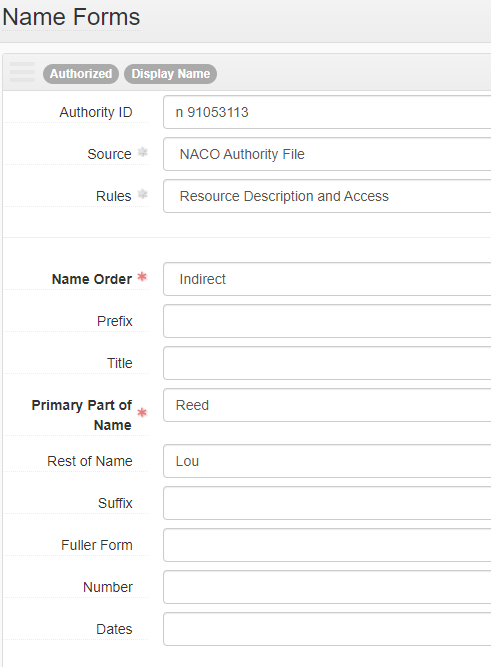 Name Forms
Authorized Display Name
Authority ID n 91053113
Source NACO Authority File
Rules Resource Description and Access
Name Order * Indirect
Prefix
Title
Primary Part of
Name * Reed
Rest of Name Lou
Suffix
Fuller Form
Number
Dates